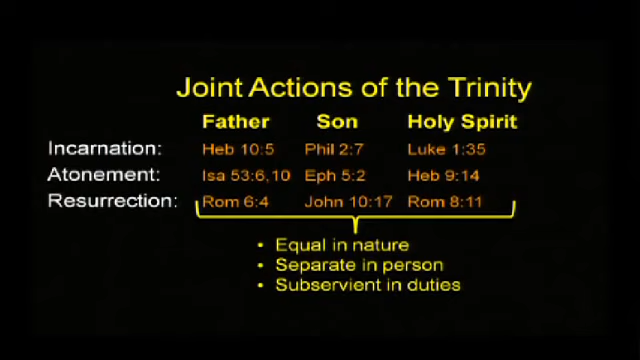 Joint Actions of the Trinity
Father Son Holy Spirit
Incarnation: Heb 10:5 Phil 2:7 Luke 1:35
Atonement: Isa 53:6,10 Eph 5:2 Heb 9:14
Resurrection: Rom 6:4 John 10:17 Rom 8:11
• Equal in nature
• Separate in person
• Subservient in duties